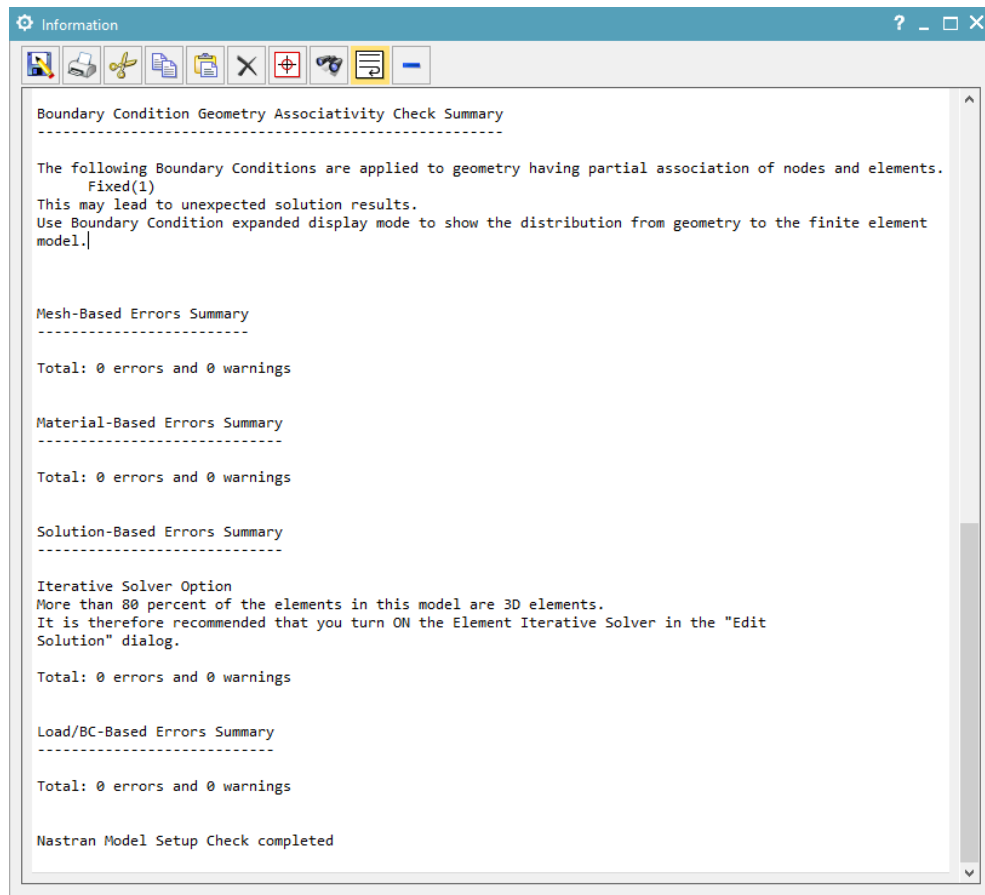 Information
Boundary Condition Geometry Associativity Check Summary
-------------------------------------------------------
The following Boundary Conditions are applied to geometry having partial association of nodes and elements.
Fixed(1)
This may lead to unexpected solution results.
Use Boundary Condition expanded display mode to show the distribution from geometry to the finite element
model.
Mesh-Based Errors Summary
-------------------------
Total: 0 errors and 0 warnings
Material-Based Errors Summary
-----------------------------
Total: 0 errors and 0 warnings
Solution-Based Errors Summary
-----------------------------
Iterative Solver Option
More than 80 percent of the elements in this model are 3D elements.
It is therefore recommended that you turn ON the Element Iterative Solver in the "Edit
Solution" dialog.
Total: 0 errors and 0 warnings
Load/BC-Based Errors Summary
----------------------------
Total: 0 errors and 0 warnings
Nastran Model Setup Check completed